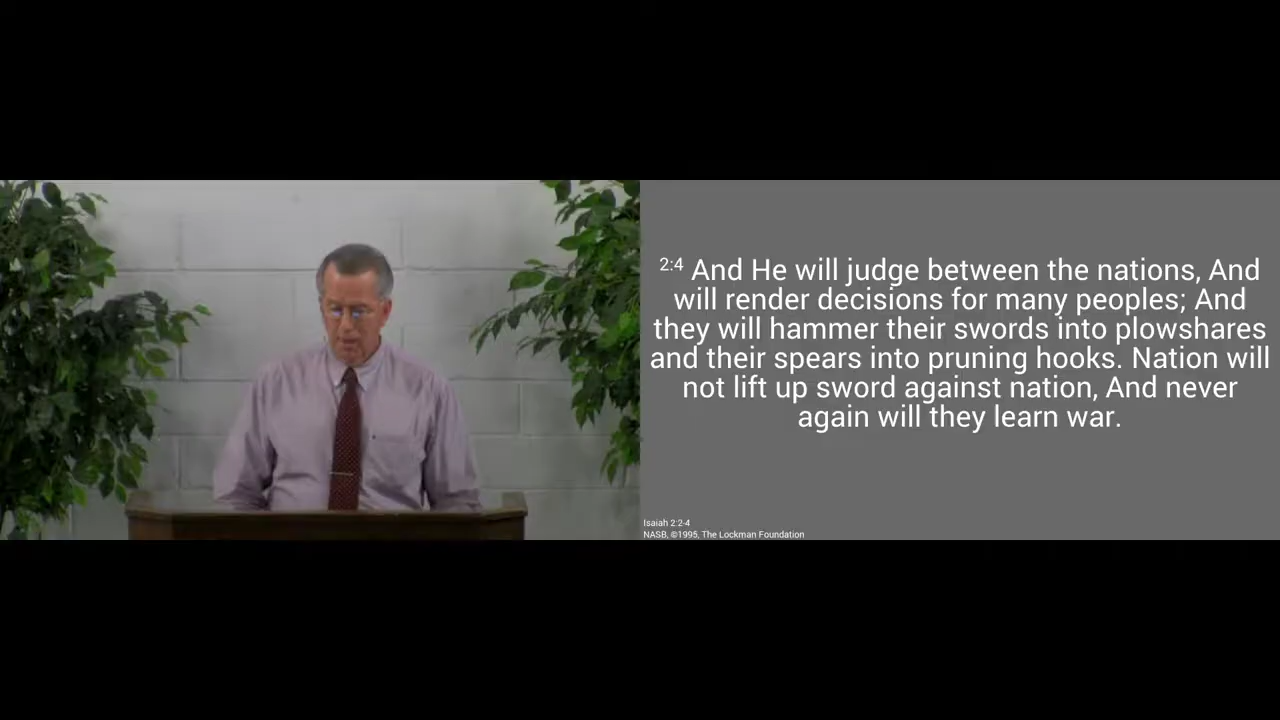 2:4 And He will judge between the nations, And
will render decisions for many peoples; And
they will hammer their swords into plowshares
and their spears into pruning hooks. Nation will
not lift up sword against nation, And never
again will they learn war.
Isaiah 2:2-4
NASB, ©1995, The Lockman Foundation